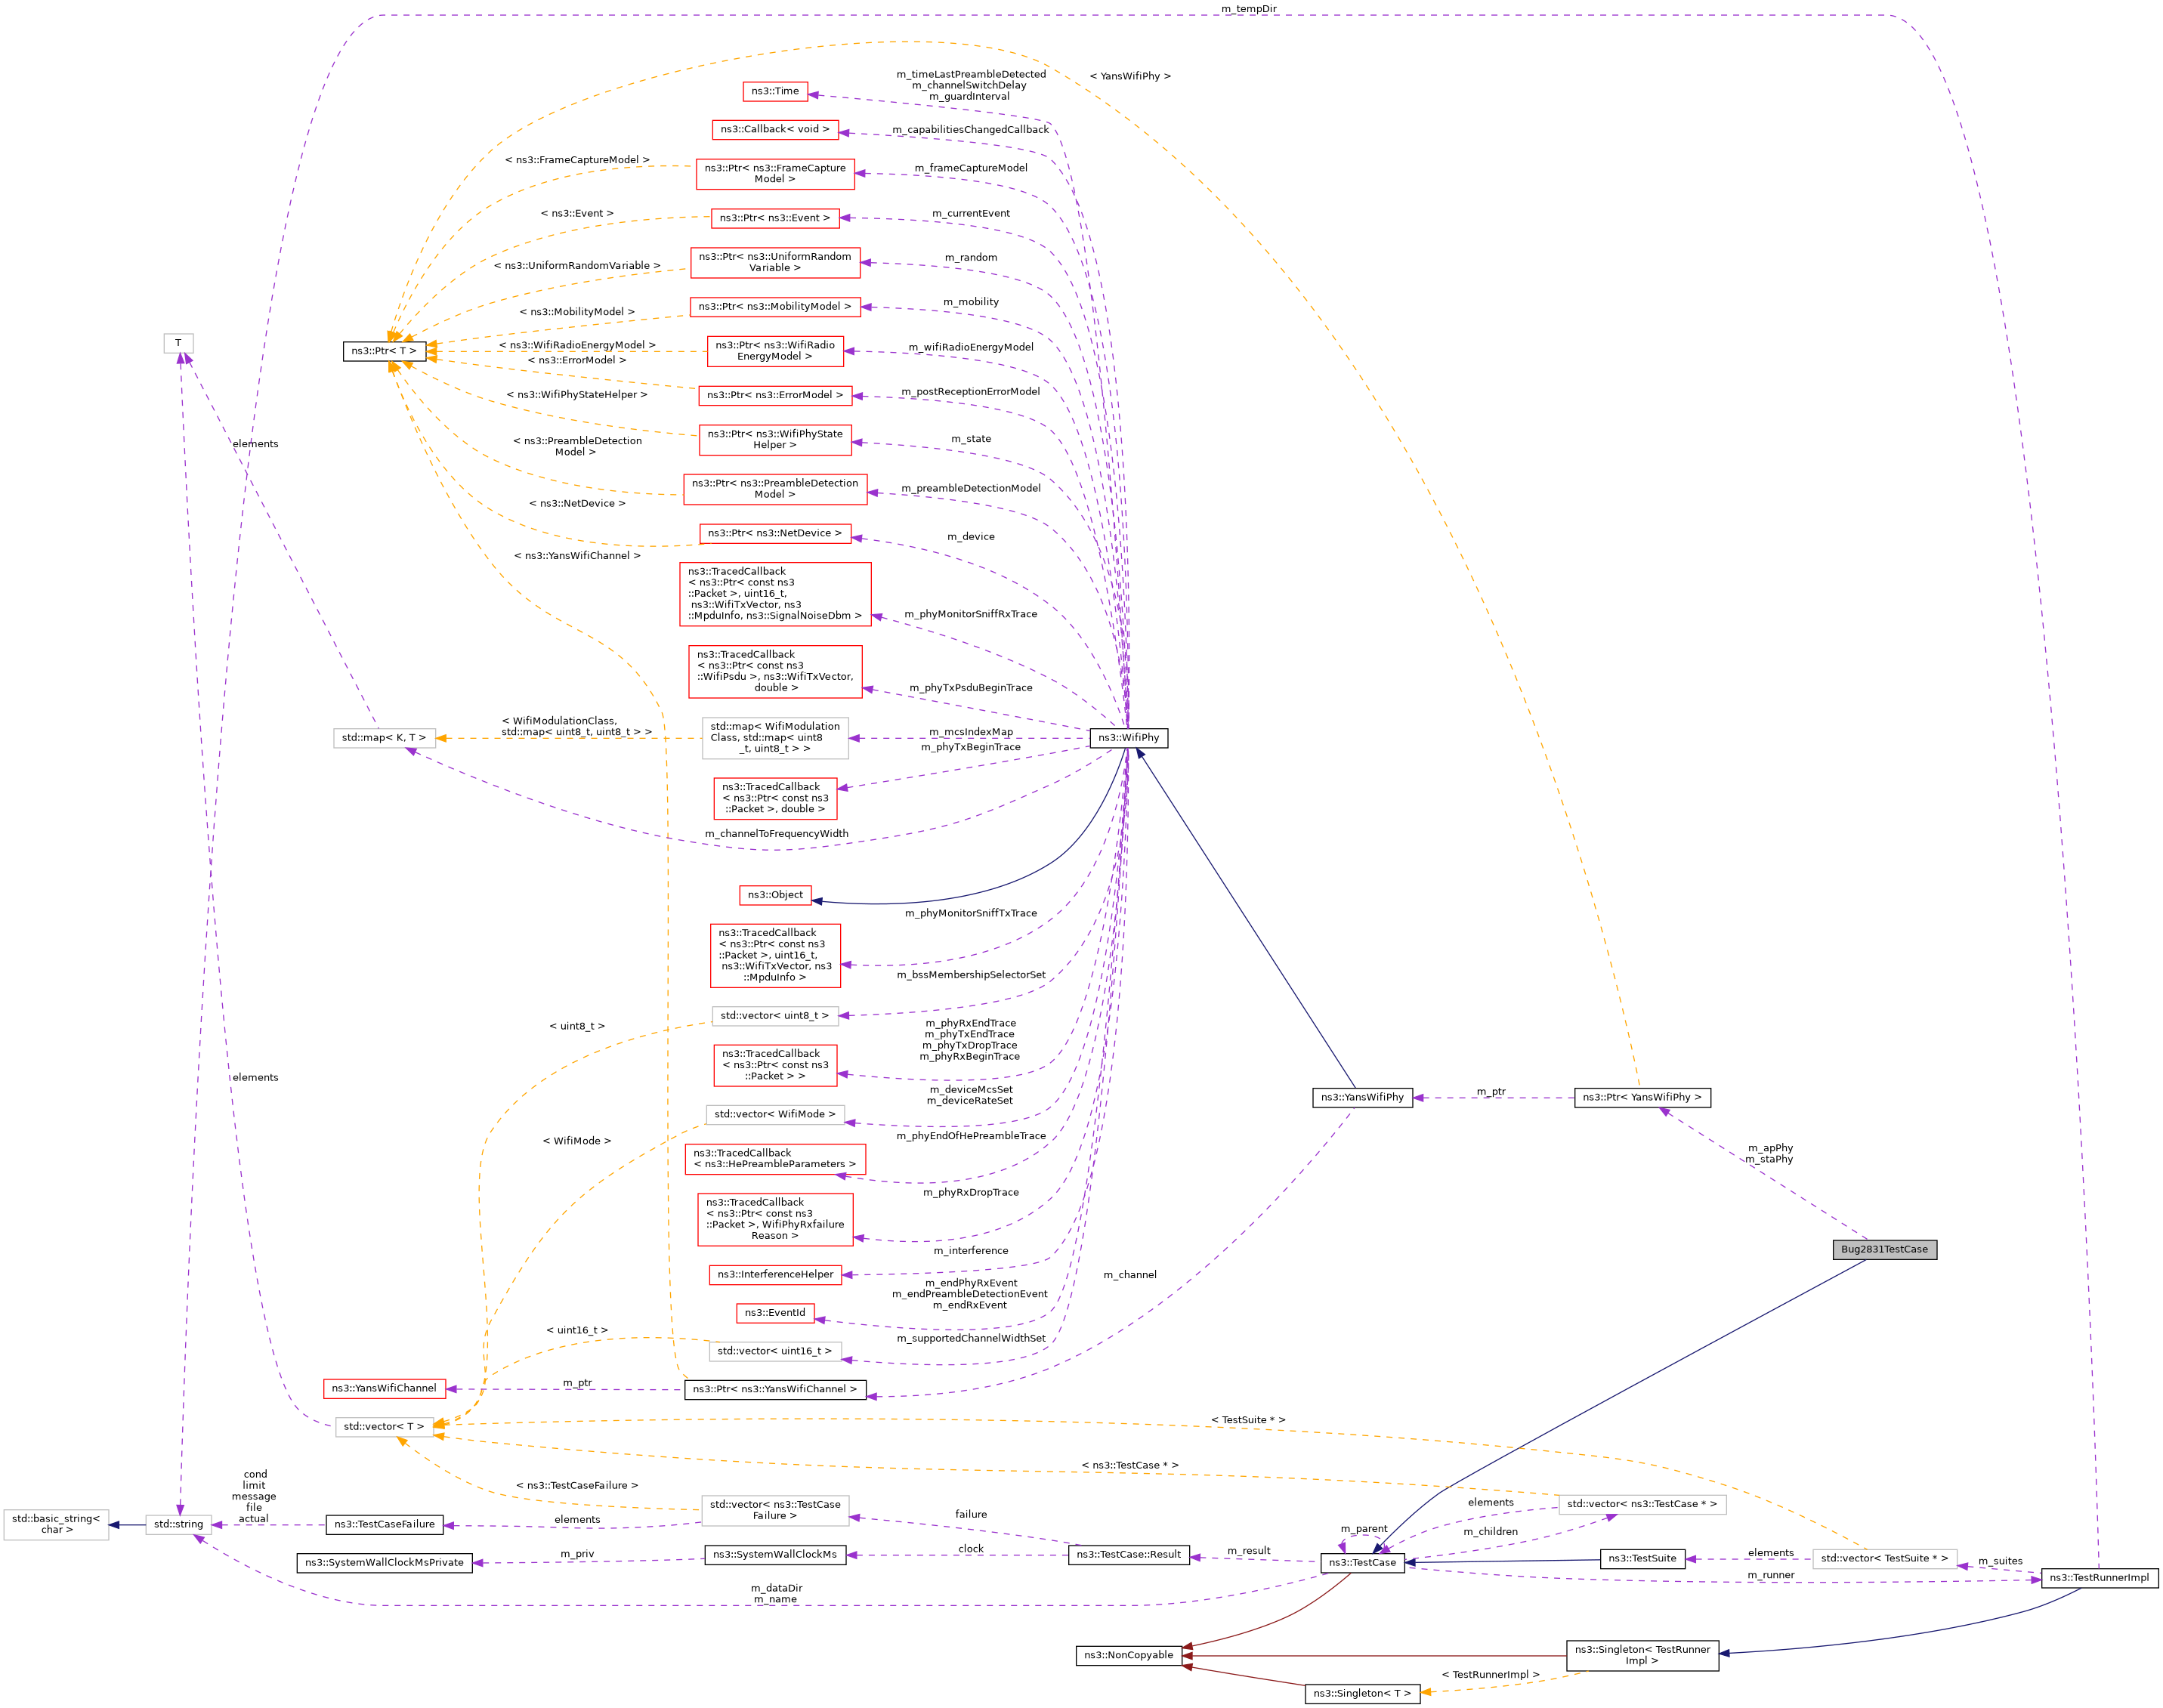 m_tempDir
< YansWifiPhy >
m_timeLastPreambleDetected
m_channelSwitchDelay
m_guardInterval
ns3::Time
ns3::Callback< void >
m_capabilitiesChangedCallback
< ns3::FrameCaptureModel >
ns3::Ptr< ns3::FrameCapture
Model >
m_frameCaptureModel
< ns3::Event >
ns3::Ptr< ns3::Event >
m_currentEvent
< ns3::UniformRandomVariable >
ns3::Ptr< ns3::UniformRandom
Variable >
m_random
< ns3::MobilityModel >
ns3::Ptr< ns3::MobilityModel >
m_mobility
T
ns3::Ptr< T >
< ns3::WifiRadioEnergyModel >
ns3::Ptr< ns3::WifiRadio
EnergyModel >
m_wifiRadioEnergyModel
< ns3::ErrorModel >
ns3::Ptr< ns3::ErrorModel >
m_postReceptionErrorModel
< ns3::WifiPhyStateHelper >
elements
ns3::Ptr< ns3::WifiPhyState
Helper >
m_state
< ns3::PreambleDetection
Model >
ns3::Ptr< ns3::PreambleDetection
Model >
m_preambleDetectionModel
< ns3::NetDevice >
ns3::Ptr< ns3::NetDevice >
m_device
< ns3::YansWifiChannel >
ns3::TracedCallback
< ns3::Ptr< const ns3
::Packet >, uint16_t,
ns3::WifiTxVector, ns3
::MpduInfo, ns3::SignalNoiseDbm >
m_phyMonitorSniffRxTrace
ns3::TracedCallback
< ns3::Ptr< const ns3
::WifiPsdu >, ns3::WifiTxVector,
double >
m_phyTxPsduBeginTrace
std::map< K, T >
< WifiModulationClass,
std::map< uint8_t, uint8_t > >
std::map< WifiModulation
Class, std::map< uint8
_t, uint8_t > >
m_mcsIndexMap
ns3::WifiPhy
m_phyTxBeginTrace
ns3::TracedCallback
< ns3::Ptr< const ns3
::Packet >, double >
m_channelToFrequencyWidth
ns3::Object
m_phyMonitorSniffTxTrace
ns3::TracedCallback
< ns3::Ptr< const ns3
::Packet >, uint16_t,
ns3::WifiTxVector, ns3
::MpduInfo >
m_bssMembershipSelectorSet
< uint8_t >
std::vector< uint8_t >
m_phyRxEndTrace
m_phyTxEndTrace
m_phyTxDropTrace
m_phyRxBeginTrace
ns3::TracedCallback
< ns3::Ptr< const ns3
::Packet > >
elements
m_deviceMcsSet
m_deviceRateSet
std::vector< WifiMode >
< WifiMode >
ns3::YansWifiPhy
m_ptr
ns3::Ptr< YansWifiPhy >
m_phyEndOfHePreambleTrace
ns3::TracedCallback
< ns3::HePreambleParameters >
m_apPhy
m_staPhy
m_phyRxDropTrace
ns3::TracedCallback
< ns3::Ptr< const ns3
::Packet >, WifiPhyRxfailure
Reason >
Bug2831TestCase
m_interference
ns3::InterferenceHelper
m_channel
m_endPhyRxEvent
m_endPreambleDetectionEvent
m_endRxEvent
ns3::EventId
< uint16_t >
m_supportedChannelWidthSet
std::vector< uint16_t >
ns3::YansWifiChannel
m_ptr
ns3::Ptr< ns3::YansWifiChannel >
std::vector< T >
< TestSuite * >
< ns3::TestCase * >
< ns3::TestCaseFailure >
cond
limit
message
file
actual
std::basic_string<
char >
std::string
ns3::TestCaseFailure
elements
std::vector< ns3::TestCase
Failure >
failure
m_parent
elements
m_children
std::vector< ns3::TestCase * >
ns3::SystemWallClockMsPrivate
m_priv
ns3::SystemWallClockMs
clock
ns3::TestCase::Result
m_result
ns3::TestCase
ns3::TestSuite
elements
std::vector< TestSuite * >
m_suites
m_runner
ns3::TestRunnerImpl
m_dataDir
m_name
ns3::NonCopyable
ns3::Singleton< TestRunner
Impl >
< TestRunnerImpl >
ns3::Singleton< T >